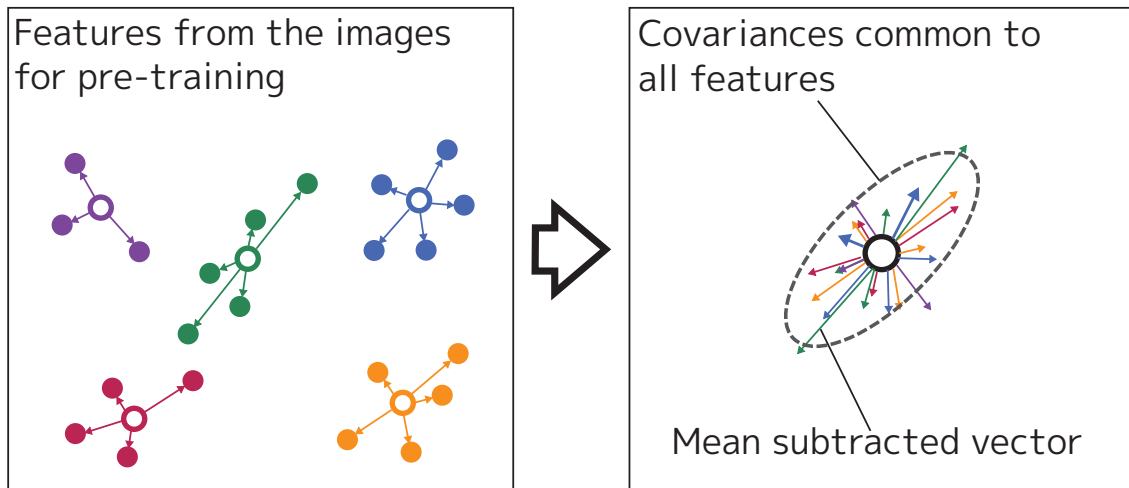 Features from the images
for pre-training
Covariances common to
all features
Mean subtracted vector